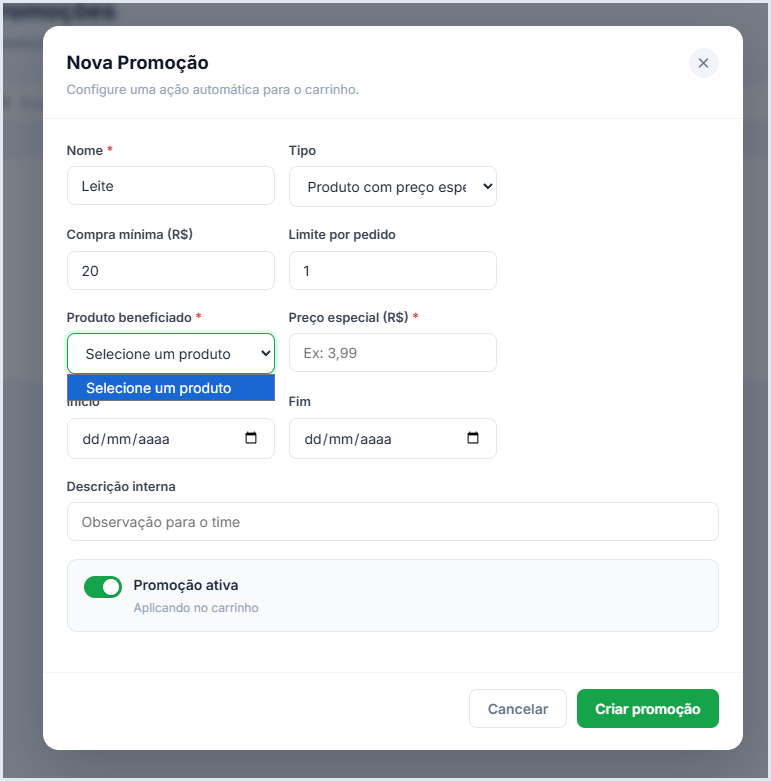 Nova Promoção
Configure uma ação automática para o carrinho.
Nome *
Tipo
Leite
Produto com preço espe
Compra mínima (R$)
Limite por pedido
20
1
Produto beneficiado *
Preço especial (R$) *
Selecione um produto
Ex: 3,99
Selecione um produto
Início
Fim
dd/mm/aaaa
dd/mm/aaaa
Descrição interna
Observação para o time
Promoção ativa
Aplicando no carrinho
Cancelar
Criar promoção